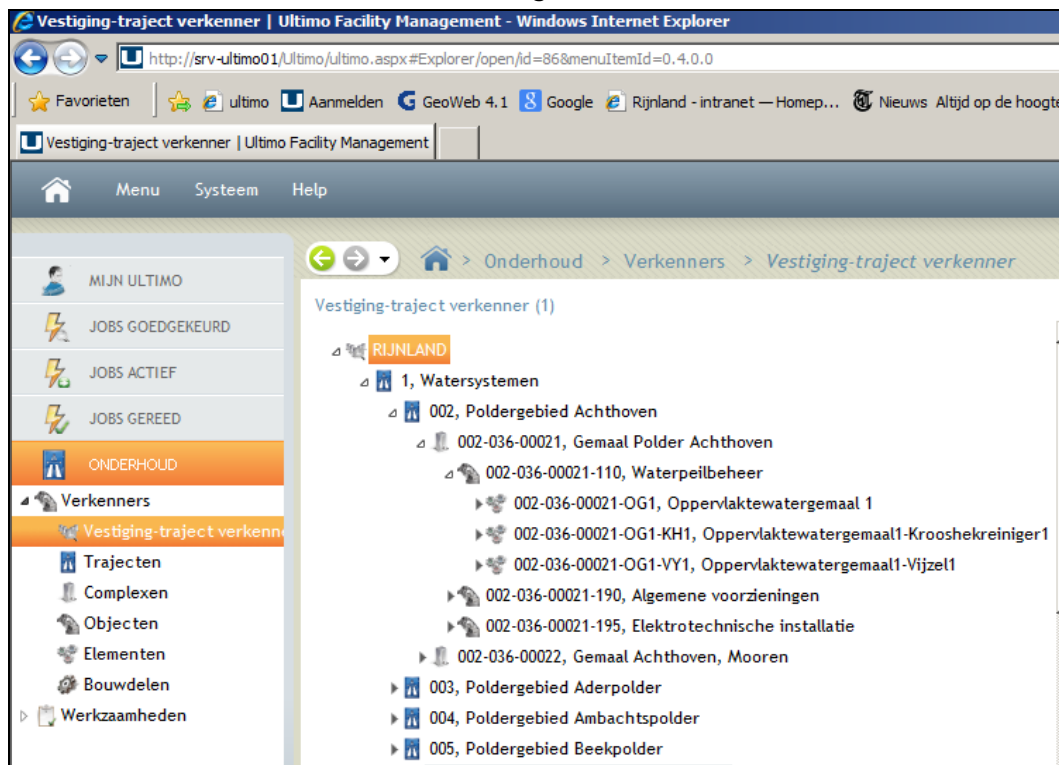 Vestiging-traject verkenner | Ultimo Facility Management - Windows Internet Explorer
http://srv-ultimo01/Ultimo/ultimo.aspx#Explorer/open/id=86&menuItemId=0.4.0.0
Favorieten ultimo Aanmelden GeoWeb 4.1 Google Rijnland - intranet — Homep... Nieuws Altijd op de hoogte
Vestiging-traject verkenner | Ultimo Facility Management
Menu Systeem Help
Onderhoud > Verkenners > Vestiging-traject verkenner
MIJN ULTIMO
JOBS GOEDGEKEURD
JOBS ACTIEF
JOBS GEREED
ONDERHOUD
Verkenners
Vestiging-traject verkenne
Trajecten
Complexen
Objecten
Elementen
Bouwdelen
Werkzaamheden
Vestiging-traject verkenner (1)
RIJNLAND
1, Watersystemen
002, Poldergebied Achthoven
002-036-00021, Gemaal Polder Achthoven
002-036-00021-110, Waterpeilbeheer
002-036-00021-OG1, Oppervlaktewatergemaal 1
002-036-00021-OG1-KH1, Oppervlaktewatergemaal1-Krooshekreiniger1
002-036-00021-OG1-VY1, Oppervlaktewatergemaal1-Vijzel1
002-036-00021-190, Algemene voorzieningen
002-036-00021-195, Elektrotechnische installatie
002-036-00022, Gemaal Achthoven, Mooren
003, Poldergebied Aderpolder
004, Poldergebied Ambachtspolder
005, Poldergebied Beekpolder